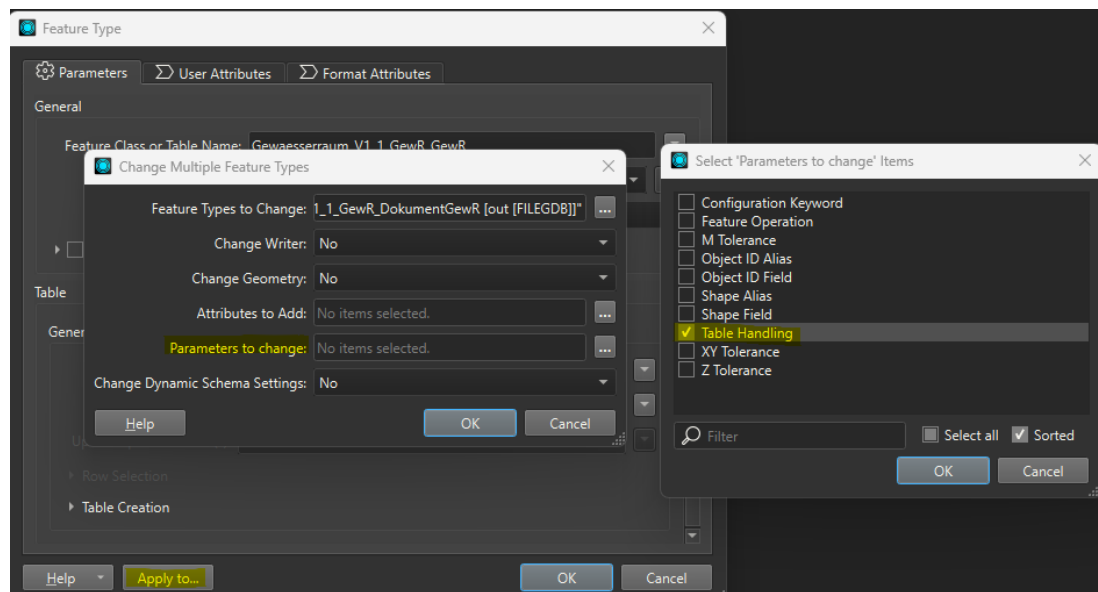 Feature Type
Parameters
User Attributes
Format Attributes
General
Feature Class or Table Name: Gewaesserraum_V1_1_GewR_GewR
Change Multiple Feature Types
Feature Types to Change: 1_1_GewR_DokumentGewR [out [FILEGDB]]"
...
Change Writer: No
Change Geometry: No
Attributes to Add: No items selected.
...
Parameters to change: No items selected.
...
Change Dynamic Schema Settings: No
Help
OK
Cancel
Table
Gener
Up
Row Selection
Table Creation
Help
Apply to...
OK
Cancel
Select 'Parameters to change' Items
Configuration Keyword
Feature Operation
M Tolerance
Object ID Alias
Object ID Field
Shape Alias
Shape Field
Table Handling
XY Tolerance
Z Tolerance
Filter
Select all
Sorted
OK
Cancel